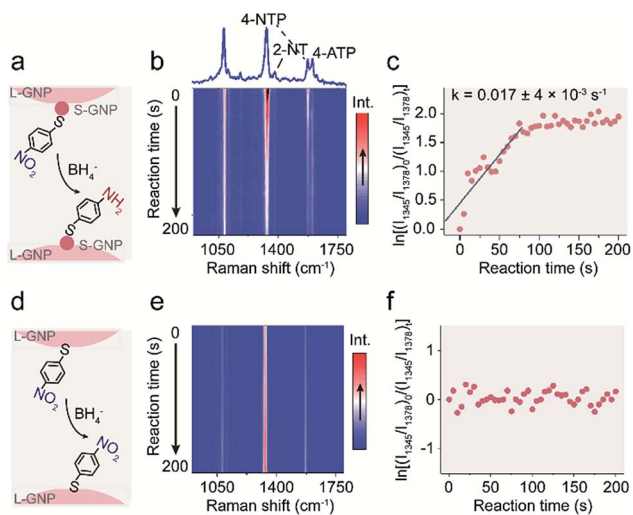 a
L-GNP
S-GNP
S
NO2
BH4-
NH2
S
S-GNP
L-GNP
b
4-NTP
2-NT
4-ATP
0
Reaction time (s)
200
Int.
1050 1400 1750
Raman shift (cm-1)
c
k = 0.017 ± 4 × 10-3 s-1
ln[(I1345/I1378)0/(I1345/I1378)t]
2.0
1.5
1.0
0.5
0.0
0 50 100 150 200
Reaction time (s)
d
L-GNP
S
NO2
BH4-
NO2
S
L-GNP
e
0
Reaction time (s)
200
Int.
1050 1400 1750
Raman shift (cm-1)
f
ln[(I1345/I1378)0/(I1345/I1378)t]
1
0
-1
0 50 100 150 200
Reaction time (s)